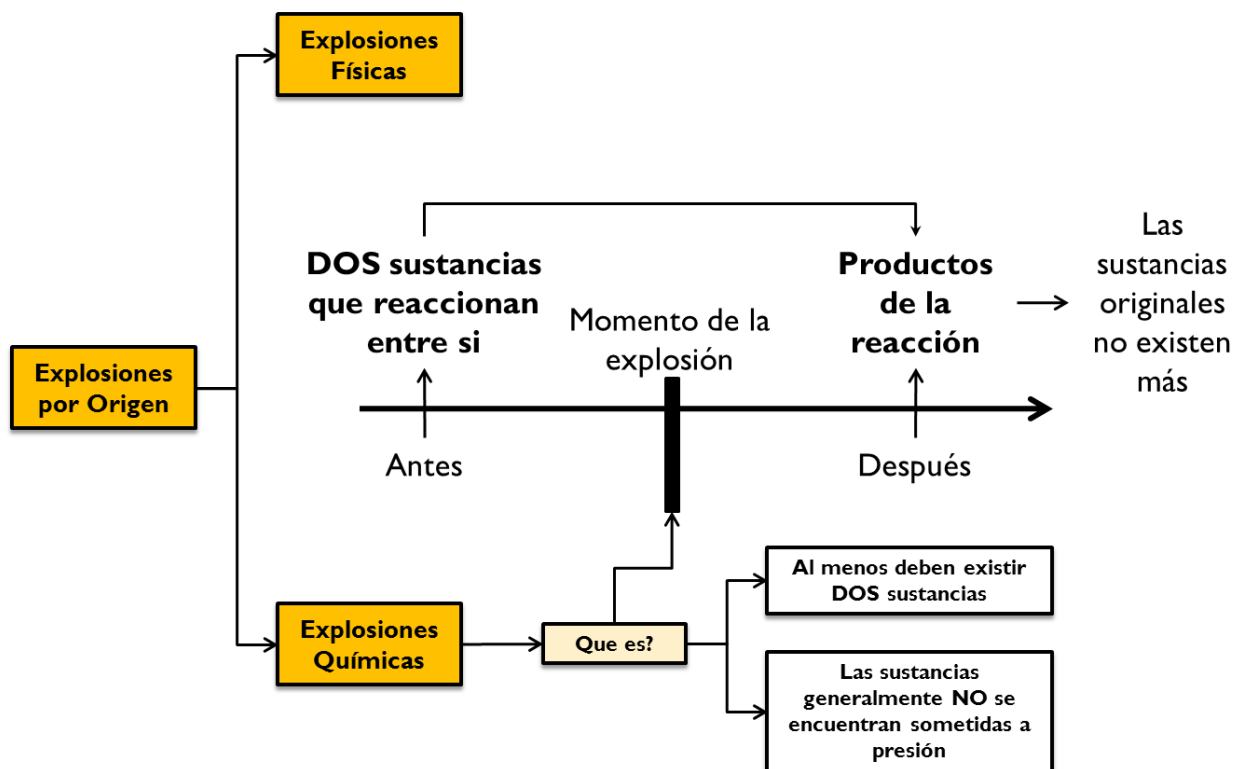 Explosiones
Físicas
DOS sustancias
que reaccionan
entre si
Momento de la
explosión
Productos
de la
reacción
Las
sustancias
originales
no existen
más
Explosiones
por Origen
Antes
Después
Explosiones
Químicas
Que es?
Al menos deben existir
DOS sustancias
Las sustancias
generalmente NO se
encuentran sometidas a
presión